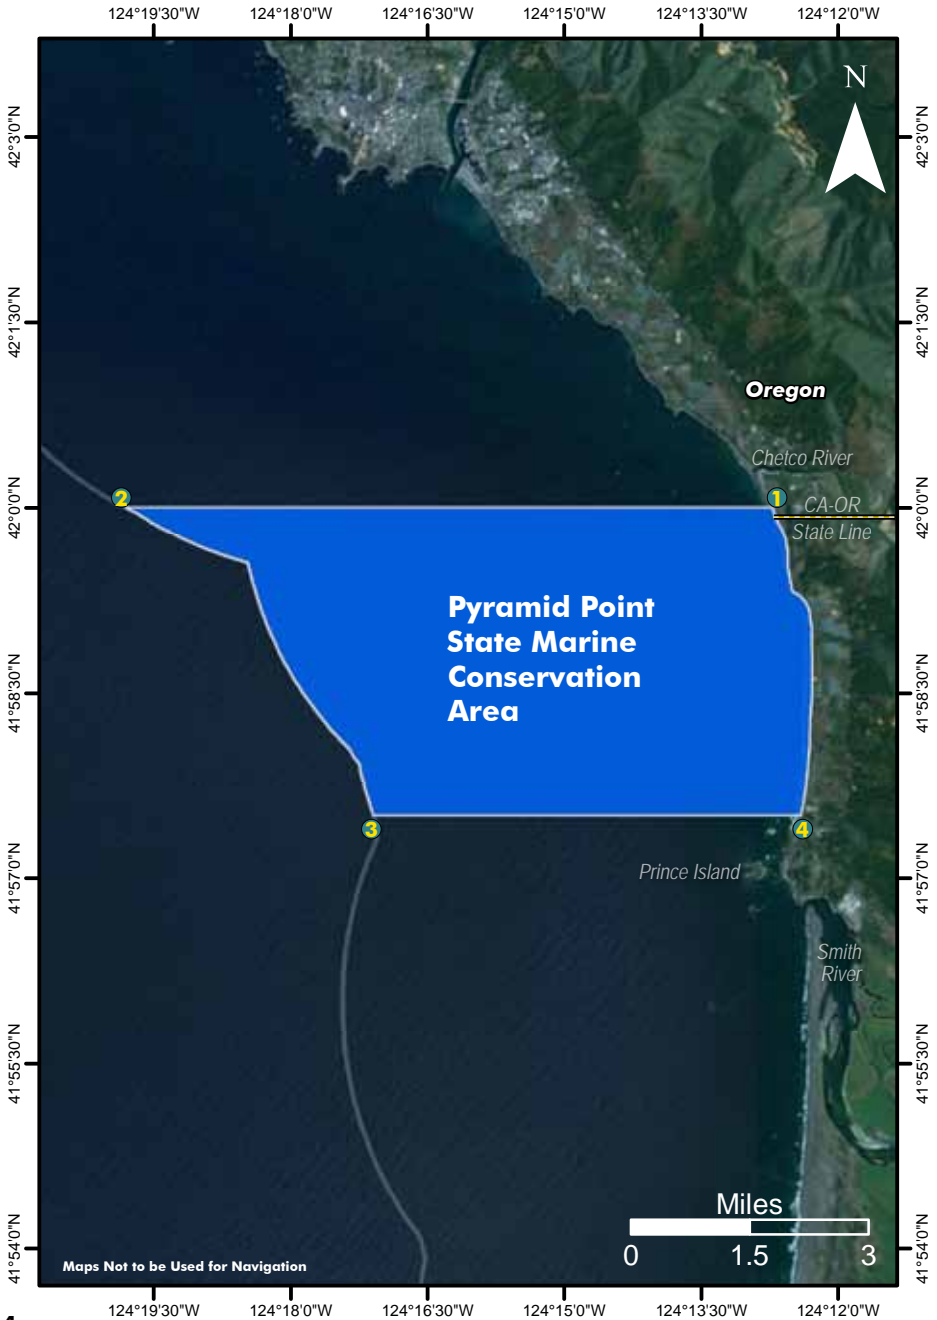 124°19'30"W 124°18'0"W 124°16'30"W 124°15'0"W 124°13'30"W 124°12'0"W
N
42°3'0"N 42°3'0"N
42°1'30"N 42°1'30"N
Oregon
Chetco River
2 1
CA-OR
42°0'0"N 42°0'0"N
State Line
Pyramid Point
State Marine
Conservation
Area
41°58'30"N 41°58'30"N
3 4
Prince Island
41°57'0"N 41°57'0"N
Smith
River
41°55'30"N 41°55'30"N
Miles
0 1.5 3
41°54'0"N 41°54'0"N
Maps Not to be Used for Navigation
124°19'30"W 124°18'0"W 124°16'30"W 124°15'0"W 124°13'30"W 124°12'0"W